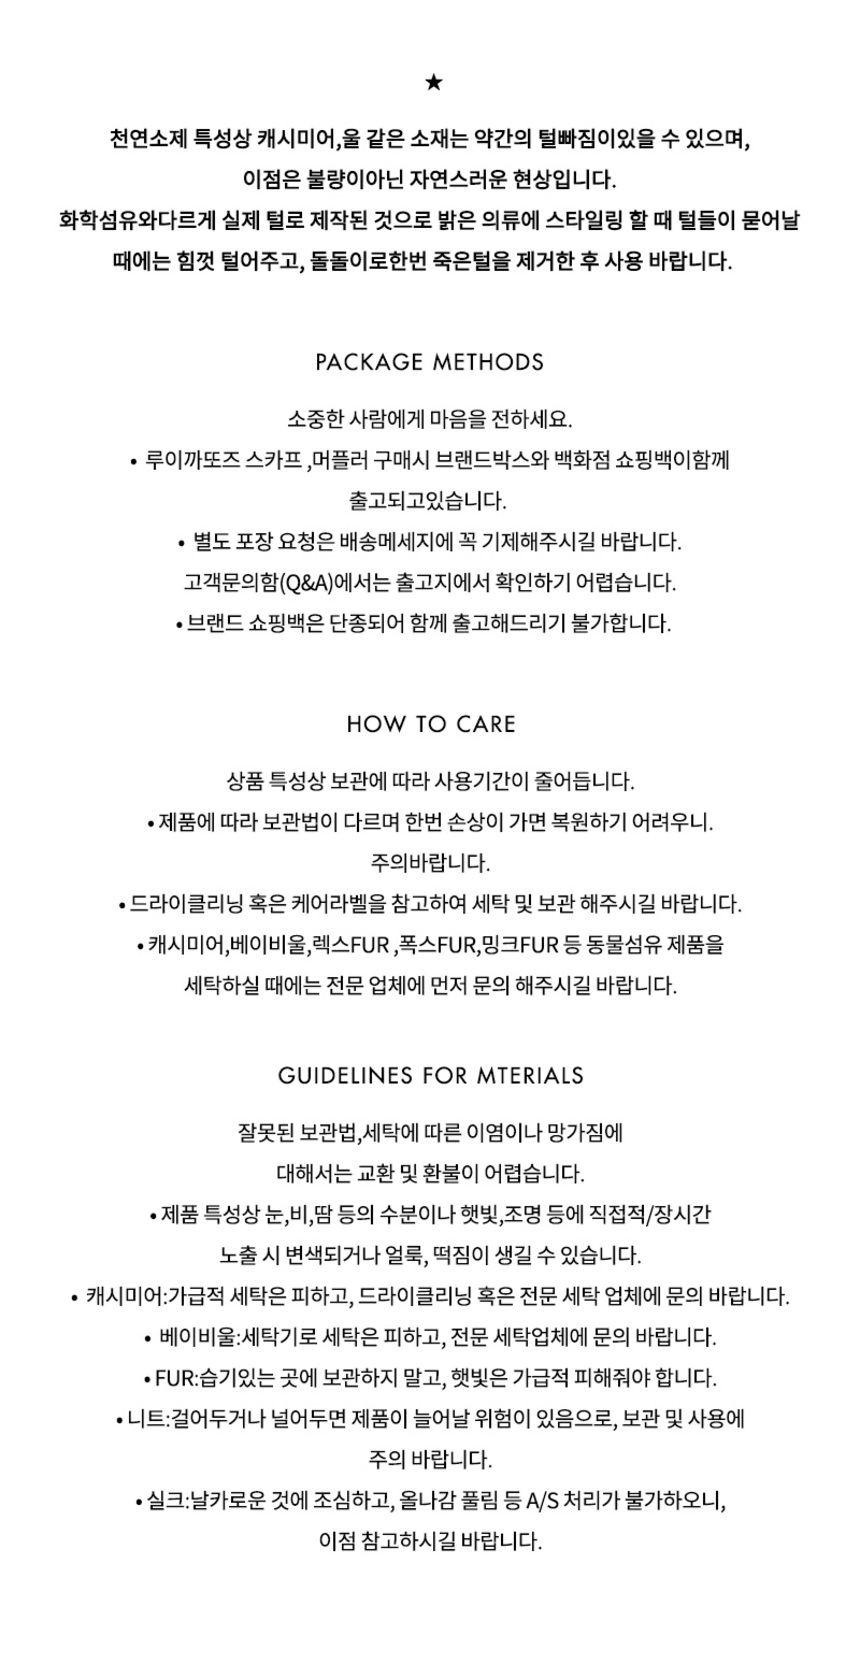 ★
천연소제 특성상 캐시미어,울 같은 소재는 약간의 털빠짐이있을 수 있으며,
이점은 불량이아닌 자연스러운 현상입니다.
화학섬유와다르게 실제 털로 제작된 것으로 밝은 의류에 스타일링 할 때 털들이 묻어날
때에는 힘껏 털어주고, 돌돌이로한번 죽은털을 제거한 후 사용 바랍니다.
PACKAGE METHODS
소중한 사람에게 마음을 전하세요.
• 루이까또즈 스카프 ,머플러 구매시 브랜드박스와 백화점 쇼핑백이함께
출고되고있습니다.
• 별도 포장 요청은 배송메세지에 꼭 기제해주시길 바랍니다.
고객문의함(Q&A)에서는 출고지에서 확인하기 어렵습니다.
• 브랜드 쇼핑백은 단종되어 함께 출고해드리기 불가합니다.
HOW TO CARE
상품 특성상 보관에 따라 사용기간이 줄어듭니다.
• 제품에 따라 보관법이 다르며 한번 손상이 가면 복원하기 어려우니.
주의바랍니다.
• 드라이클리닝 혹은 케어라벨을 참고하여 세탁 및 보관 해주시길 바랍니다.
• 캐시미어,베이비울,렉스FUR ,폭스FUR,밍크FUR 등 동물섬유 제품을
세탁하실 때에는 전문 업체에 먼저 문의 해주시길 바랍니다.
GUIDELINES FOR MTERIALS
잘못된 보관법,세탁에 따른 이염이나 망가짐에
대해서는 교환 및 환불이 어렵습니다.
• 제품 특성상 눈,비,땀 등의 수분이나 햇빛,조명 등에 직접적/장시간
노출 시 변색되거나 얼룩, 떡짐이 생길 수 있습니다.
• 캐시미어:가급적 세탁은 피하고, 드라이클리닝 혹은 전문 세탁 업체에 문의 바랍니다.
• 베이비울:세탁기로 세탁은 피하고, 전문 세탁업체에 문의 바랍니다.
• FUR:습기있는 곳에 보관하지 말고, 햇빛은 가급적 피해줘야 합니다.
• 니트:걸어두거나 널어두면 제품이 늘어날 위험이 있음으로, 보관 및 사용에
주의 바랍니다.
• 실크:날카로운 것에 조심하고, 올나감 풀림 등 A/S 처리가 불가하오니,
이점 참고하시길 바랍니다.